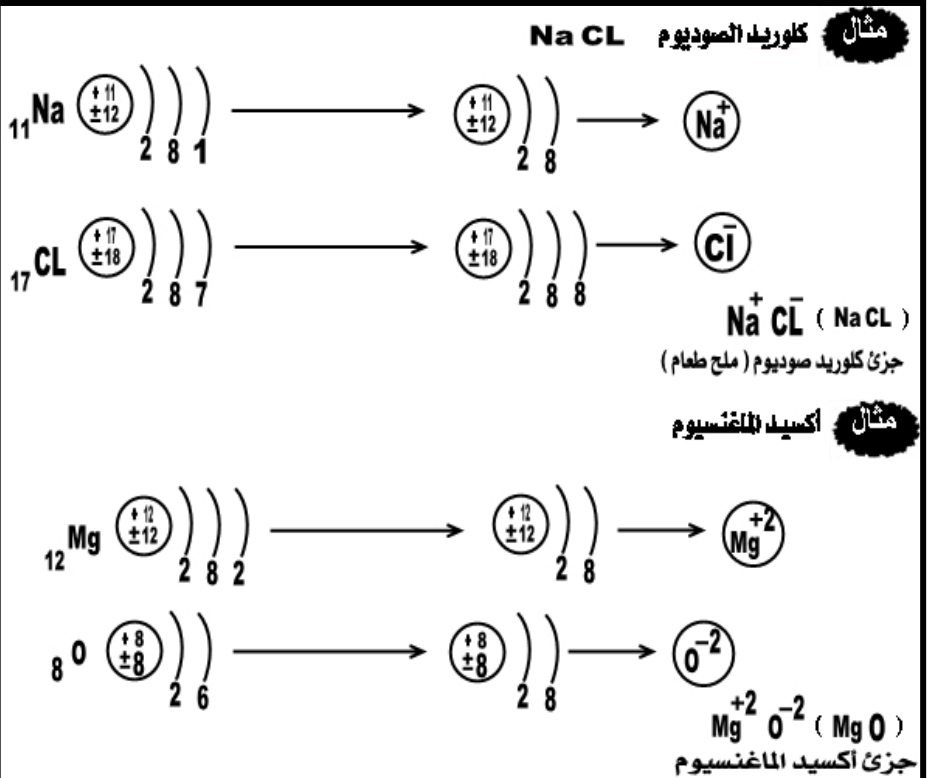 مثال كلوريد الصوديوم Na CL
11Na +11 ±12 2 8 1 +11 ±12 2 8 Na+
17CL +17 ±18 2 8 7 +17 ±18 2 8 8 Cl−
Na+ CL− ( Na CL )
جزئ كلوريد صوديوم ( ملح طعام )
مثال أكسيد الماغنسيوم
12Mg +12 ±12 2 8 2 +12 ±12 2 8 Mg+2
8O +8 ±8 2 6 +8 ±8 2 8 O−2
Mg+2 O−2 ( Mg O )
جزئ أكسيد الماغنسيوم